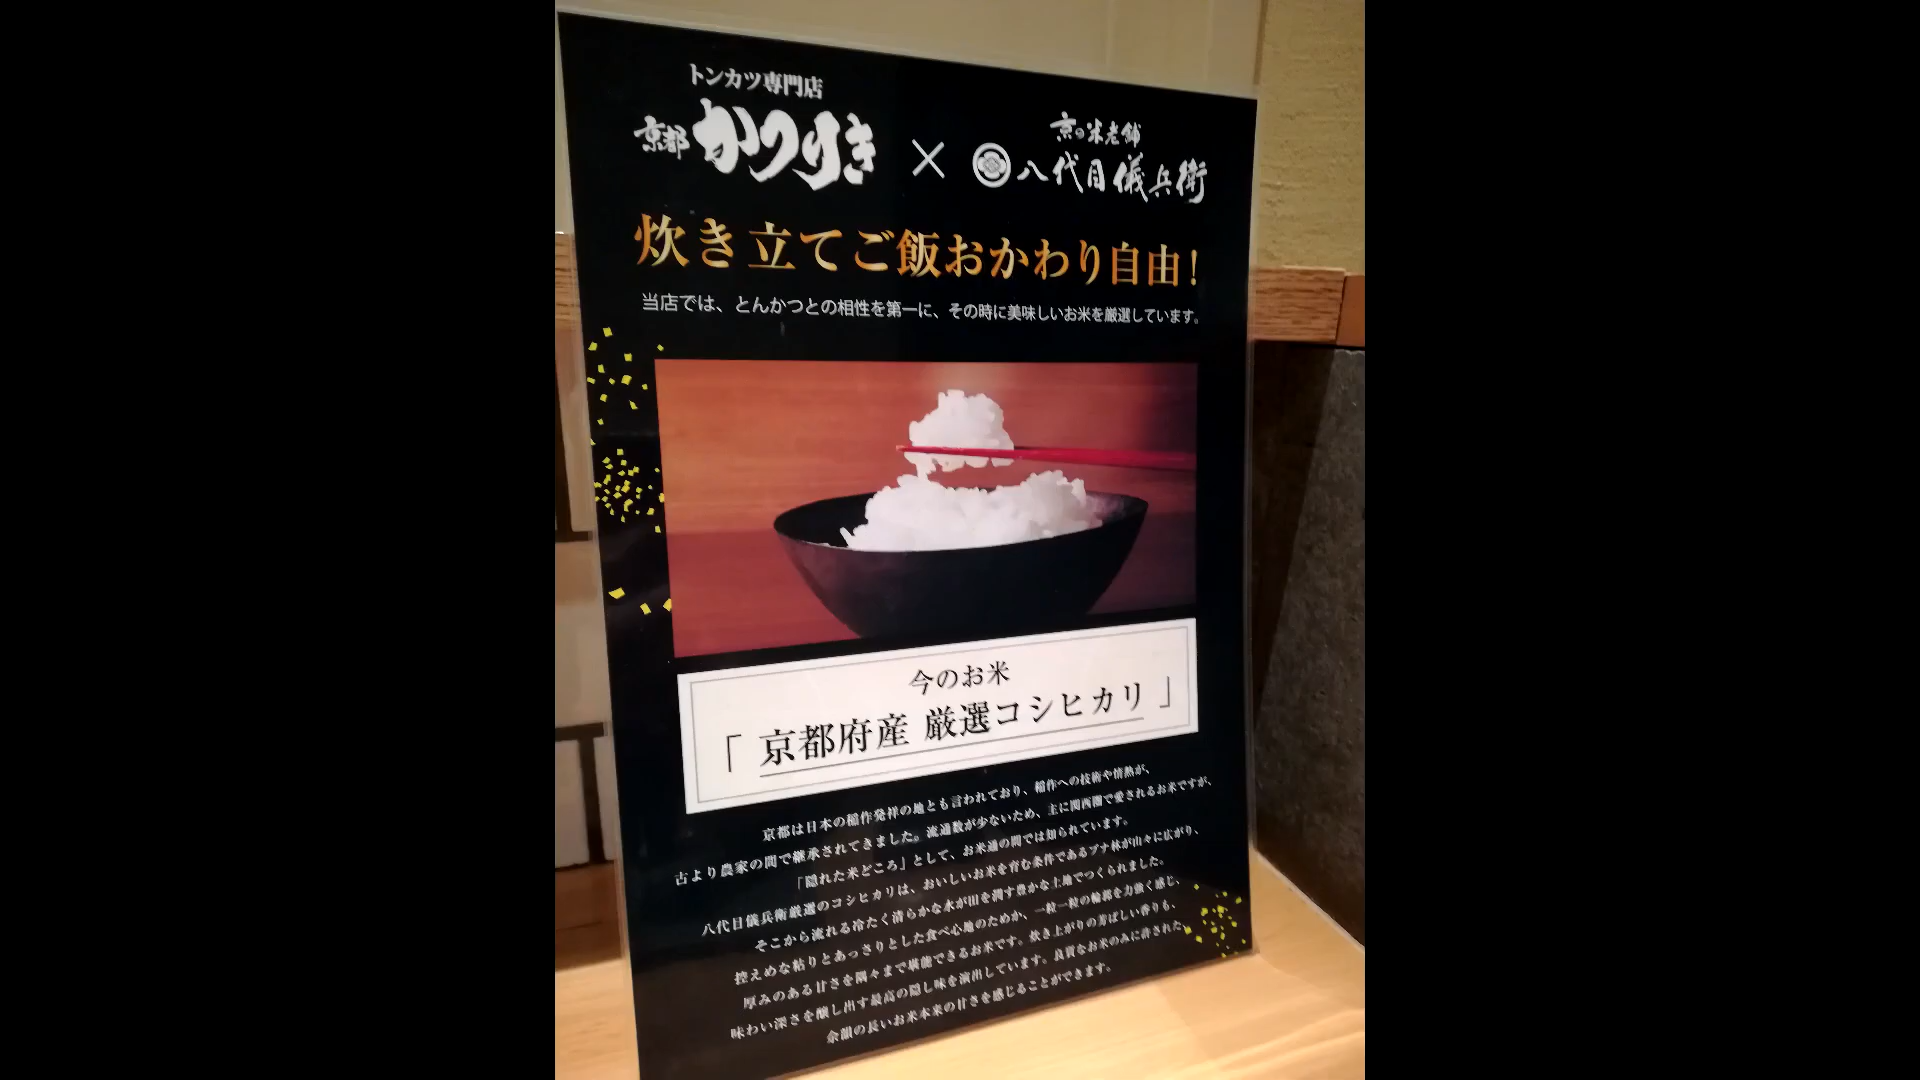 トンカツ専門店
京都 かつりき × 京の米老舗 八代目儀兵衛
炊き立てご飯おかわり自由！
当店では、とんかつとの相性を第一に、その時に美味しいお米を厳選しています。
今のお米
「京都府産 厳選コシヒカリ」
京都は日本の稲作発祥の地とも言われており、稲作への技術や情熱が、
古より農家の間で継承されてきました。流通数が少ないため、主に関西圏で愛されるお米ですが、
「隠れた米どころ」として、お米通の間では知られています。
八代目儀兵衛厳選のコシヒカリは、おいしいお米を育む条件であるブナ林が山々に広がり、
そこから流れる冷たく清らかな水が田を潤す豊かな土地でつくられました。
控えめな粘りとあっさりとした食べ心地のためか、一粒一粒の輪郭を力強く感じ、
厚みのある甘さを隅々まで堪能できるお米です。炊き上がりの芳ばしい香りも、
味わい深さを醸し出す最高の隠し味を演出しています。良質なお米のみに許された、
余韻の長いお米本来の甘さを感じることができます。